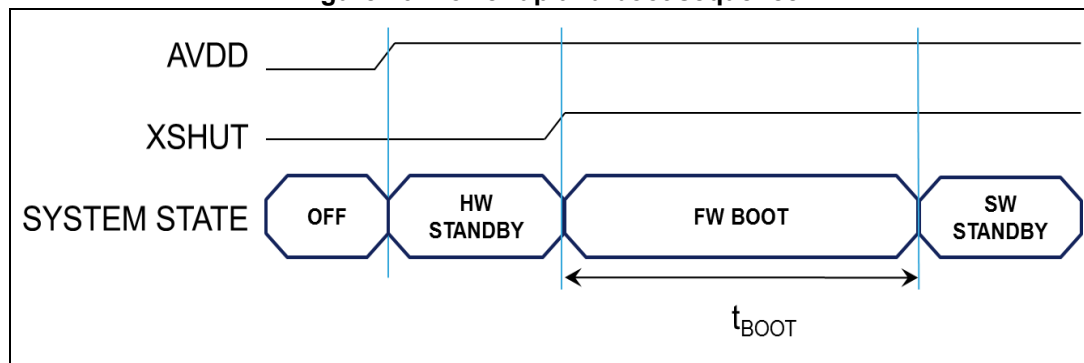 AVDD
XSHUT
SYSTEM STATE
OFF
HW
STANDBY
FW BOOT
SW
STANDBY
tBOOT